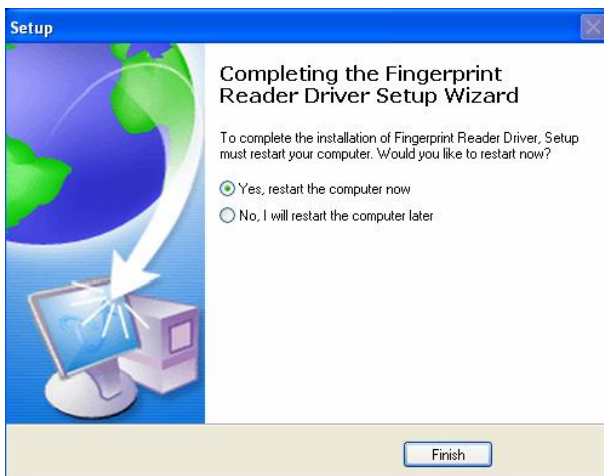 Setup
Completing the Fingerprint
Reader Driver Setup Wizard
To complete the installation of Fingerprint Reader Driver, Setup
must restart your computer. Would you like to restart now?
Yes, restart the computer now
No, I will restart the computer later
Finish